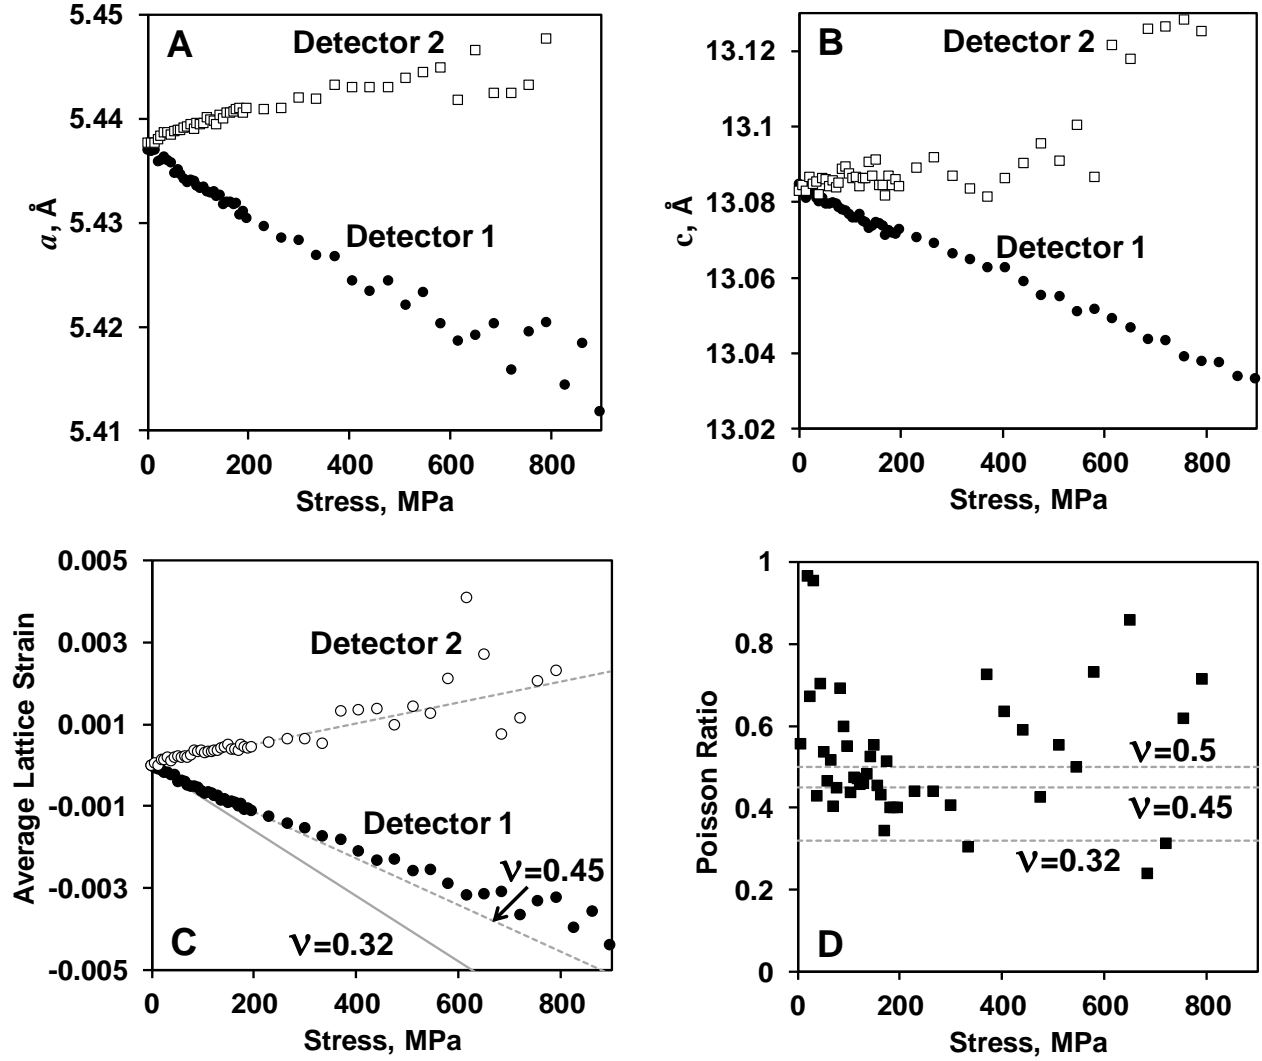 A
Detector 2
Detector 1
5.45
5.44
5.43
5.42
5.41
a, Å
0 200 400 600 800
Stress, MPa
B
Detector 2
Detector 1
13.12
13.1
13.08
13.06
13.04
13.02
c, Å
0 200 400 600 800
Stress, MPa
0.005
0.003
0.001
-0.001
-0.003
-0.005
Average Lattice Strain
Detector 2
Detector 1
ν=0.45
ν=0.32
C
0 200 400 600 800
Stress, MPa
1
0.8
0.6
0.4
0.2
0
Poisson Ratio
ν=0.5
ν=0.45
ν=0.32
D
0 200 400 600 800
Stress, MPa